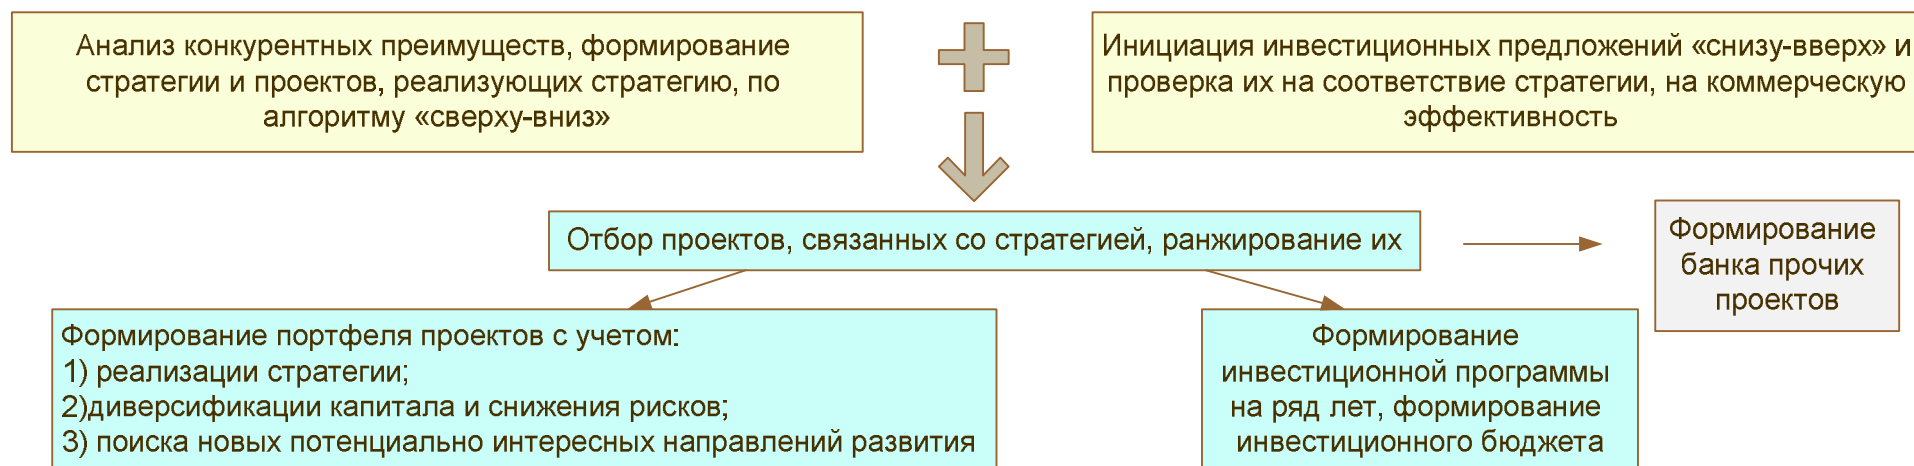 Анализ конкурентных преимуществ, формирование
стратегии и проектов, реализующих стратегию, по
алгоритму «сверху-вниз»
Инициация инвестиционных предложений «снизу-вверх» и
проверка их на соответствие стратегии, на коммерческую
эффективность
Отбор проектов, связанных со стратегией, ранжирование их
Формирование
банка прочих
проектов
Формирование портфеля проектов с учетом:
1) реализации стратегии;
2)диверсификации капитала и снижения рисков;
3) поиска новых потенциально интересных направлений развития
Формирование
инвестиционной программы
на ряд лет, формирование
инвестиционного бюджета